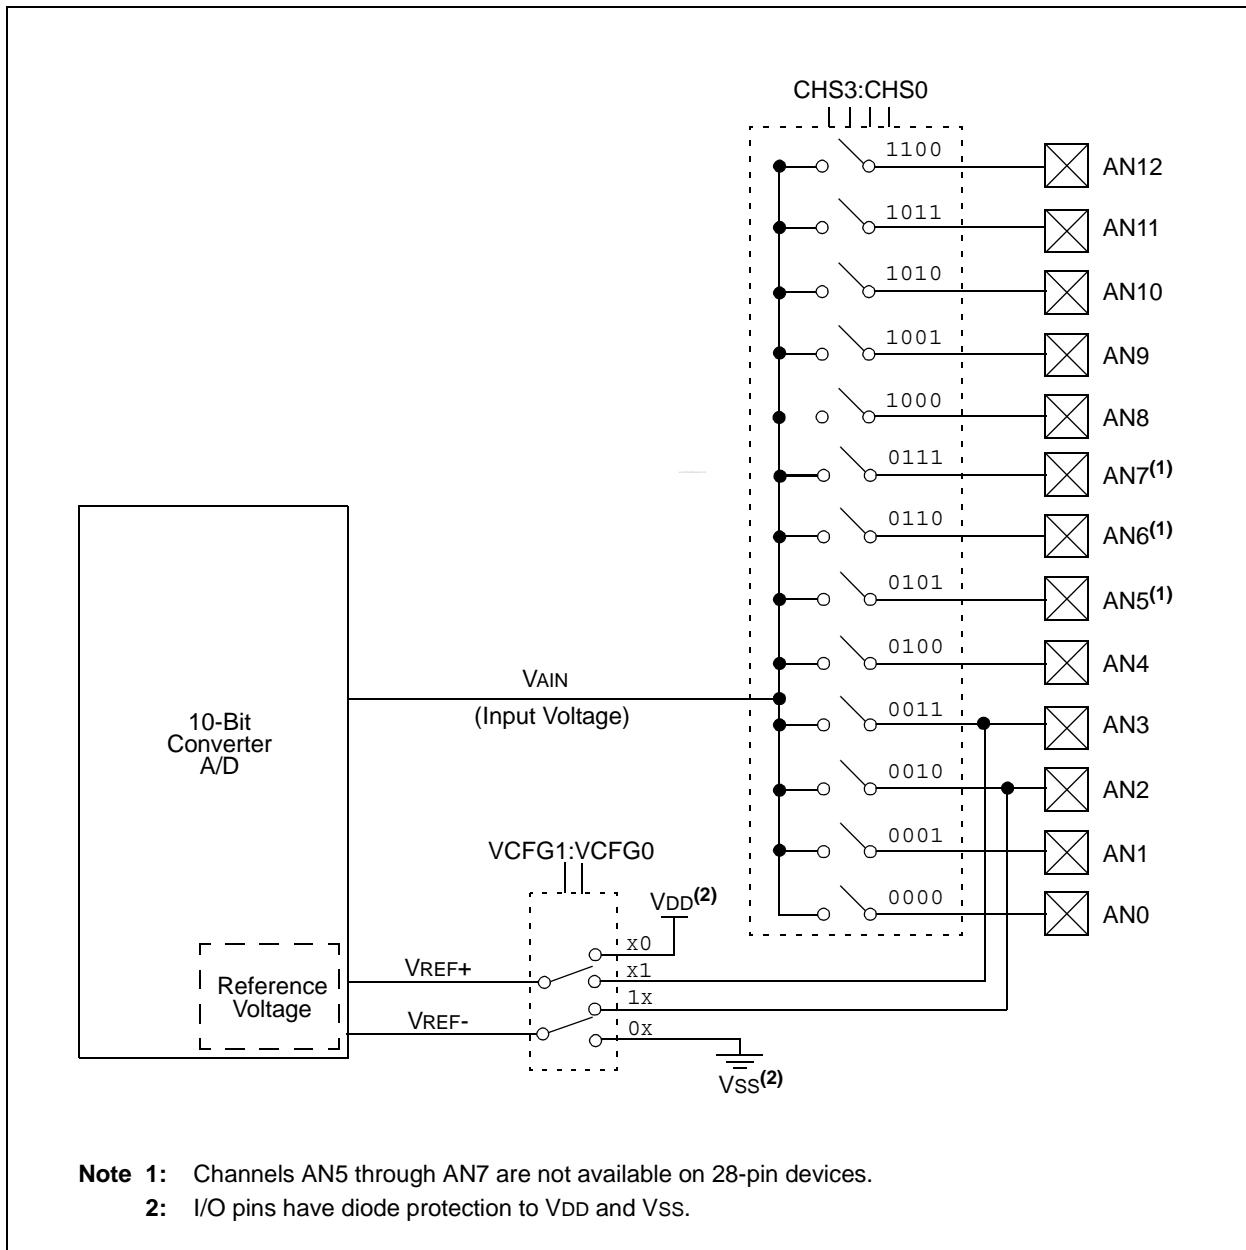 CHS3:CHS0
1100 AN12
1011 AN11
1010 AN10
1001 AN9
1000 AN8
0111 AN7(1)
0110 AN6(1)
0101 AN5(1)
0100 AN4
VAIN
(Input Voltage)
0011 AN3
10-Bit
Converter
A/D
0010 AN2
0001 AN1
VCFG1:VCFG0
0000 AN0
VDD(2)
x0
VREF+
x1
Reference
Voltage
1x
VREF-
0x
VSS(2)
Note 1: Channels AN5 through AN7 are not available on 28-pin devices.
2: I/O pins have diode protection to VDD and VSS.